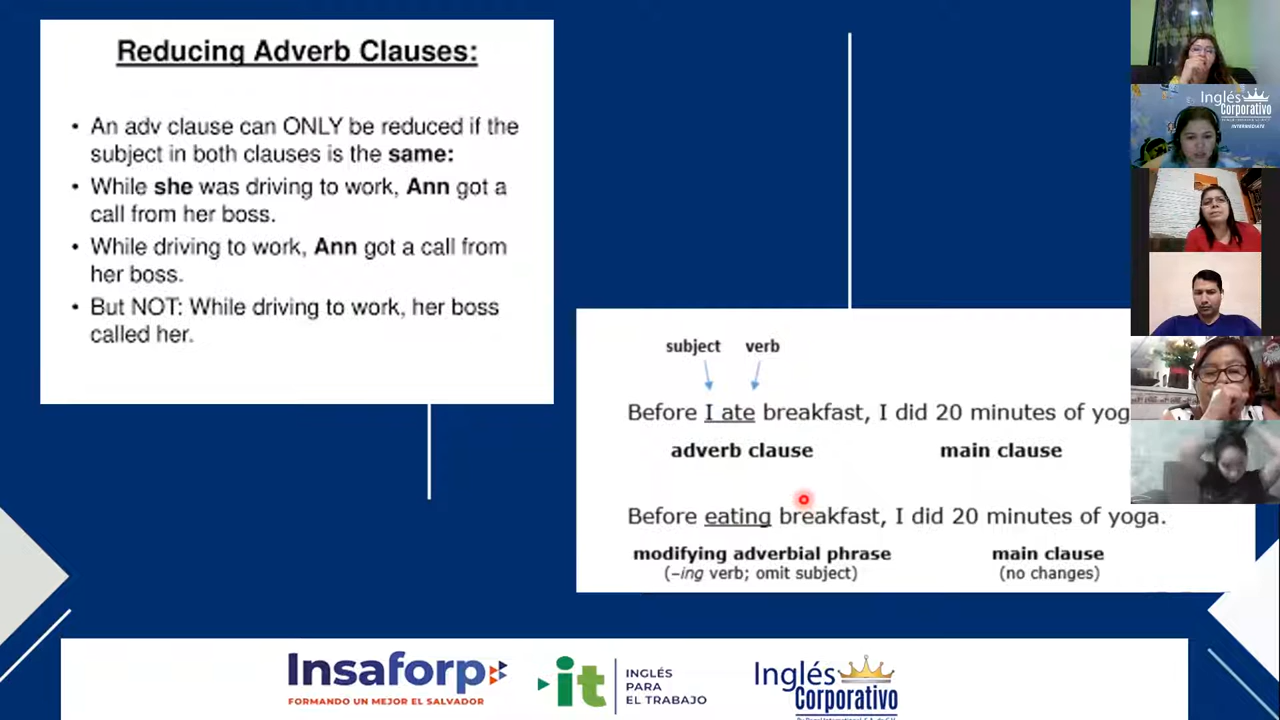 Reducing Adverb Clauses:
• An adv clause can ONLY be reduced if the
subject in both clauses is the same:
• While she was driving to work, Ann got a
call from her boss.
• While driving to work, Ann got a call from
her boss.
• But NOT: While driving to work, her boss
called her.
subject verb
Before I ate breakfast, I did 20 minutes of yog
adverb clause main clause
Before eating breakfast, I did 20 minutes of yoga.
modifying adverbial phrase main clause
(–ing verb; omit subject) (no changes)
Inglés
Corporativo
INTERMEDIATE
Insaforp
FORMANDO UN MEJOR EL SALVADOR
it
INGLÉS
PARA
EL TRABAJO
Inglés
Corporativo